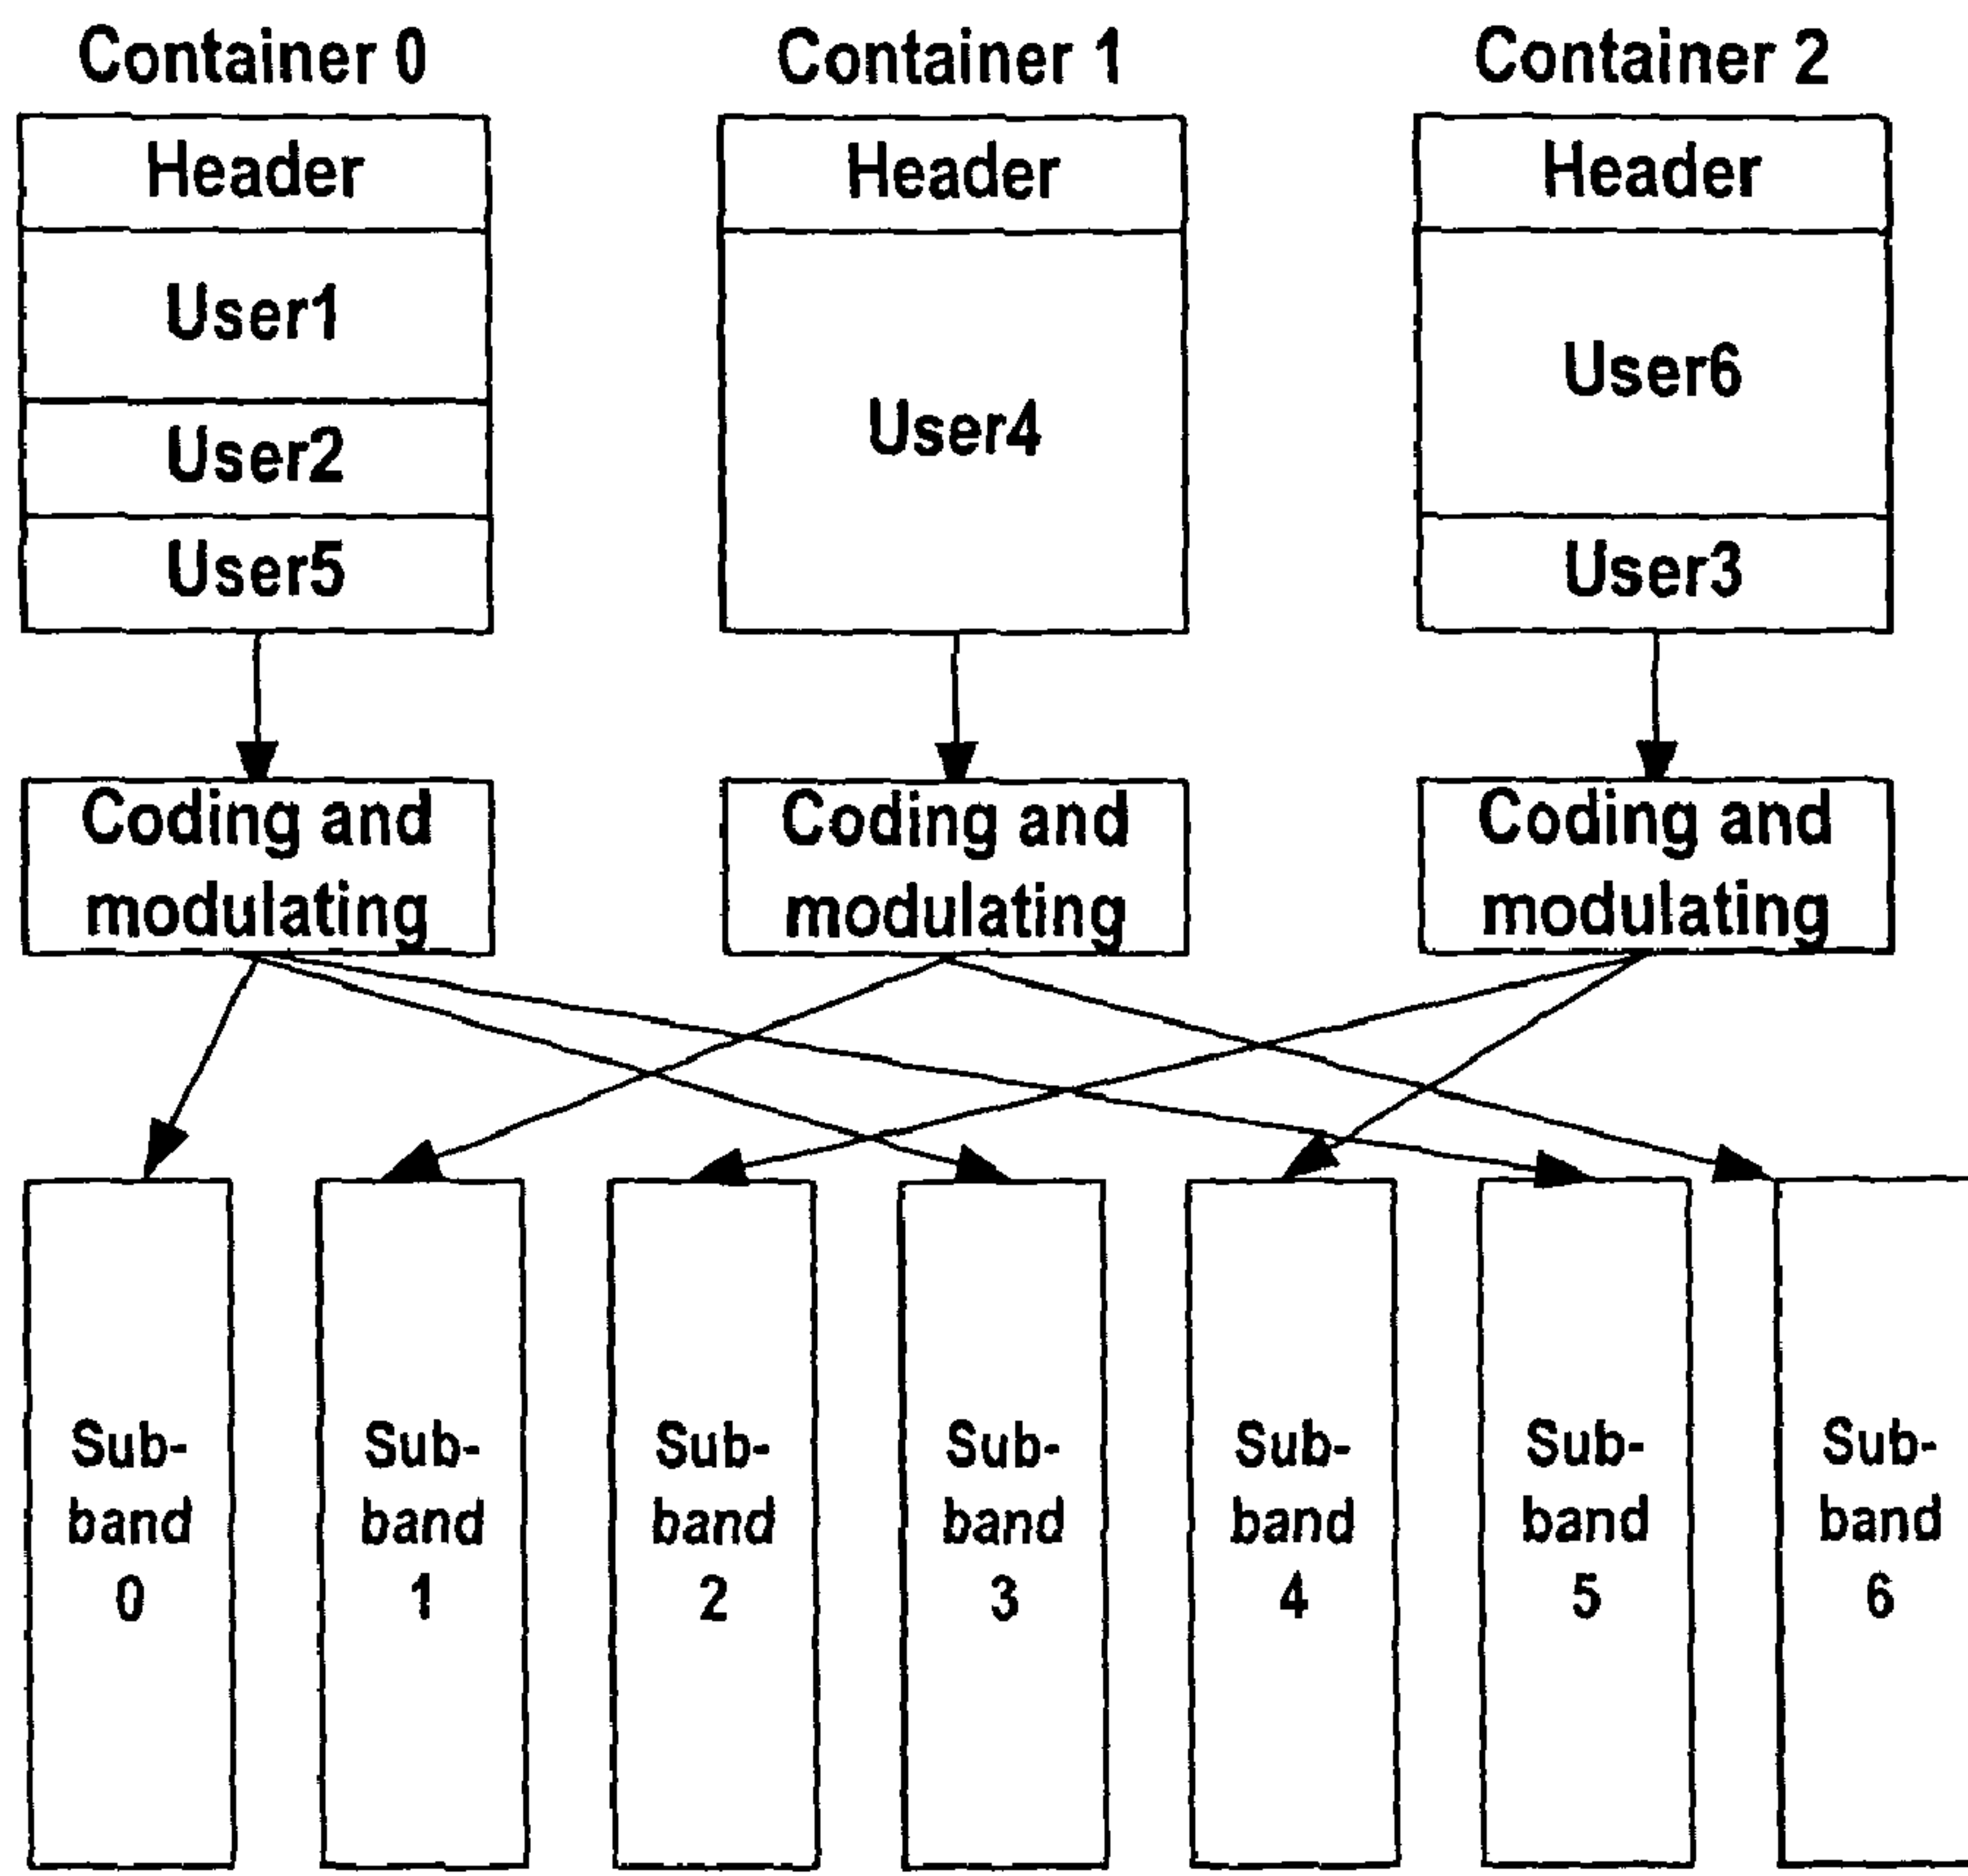 Container 0
Container 1
Container 2
Header
User1
User2
User5
Header
User4
Header
User6
User3
Coding and
modulating
Coding and
modulating
Coding and
modulating
Sub-
band
0
Sub-
band
1
Sub-
band
2
Sub-
band
3
Sub-
band
4
Sub-
band
5
Sub-
band
6